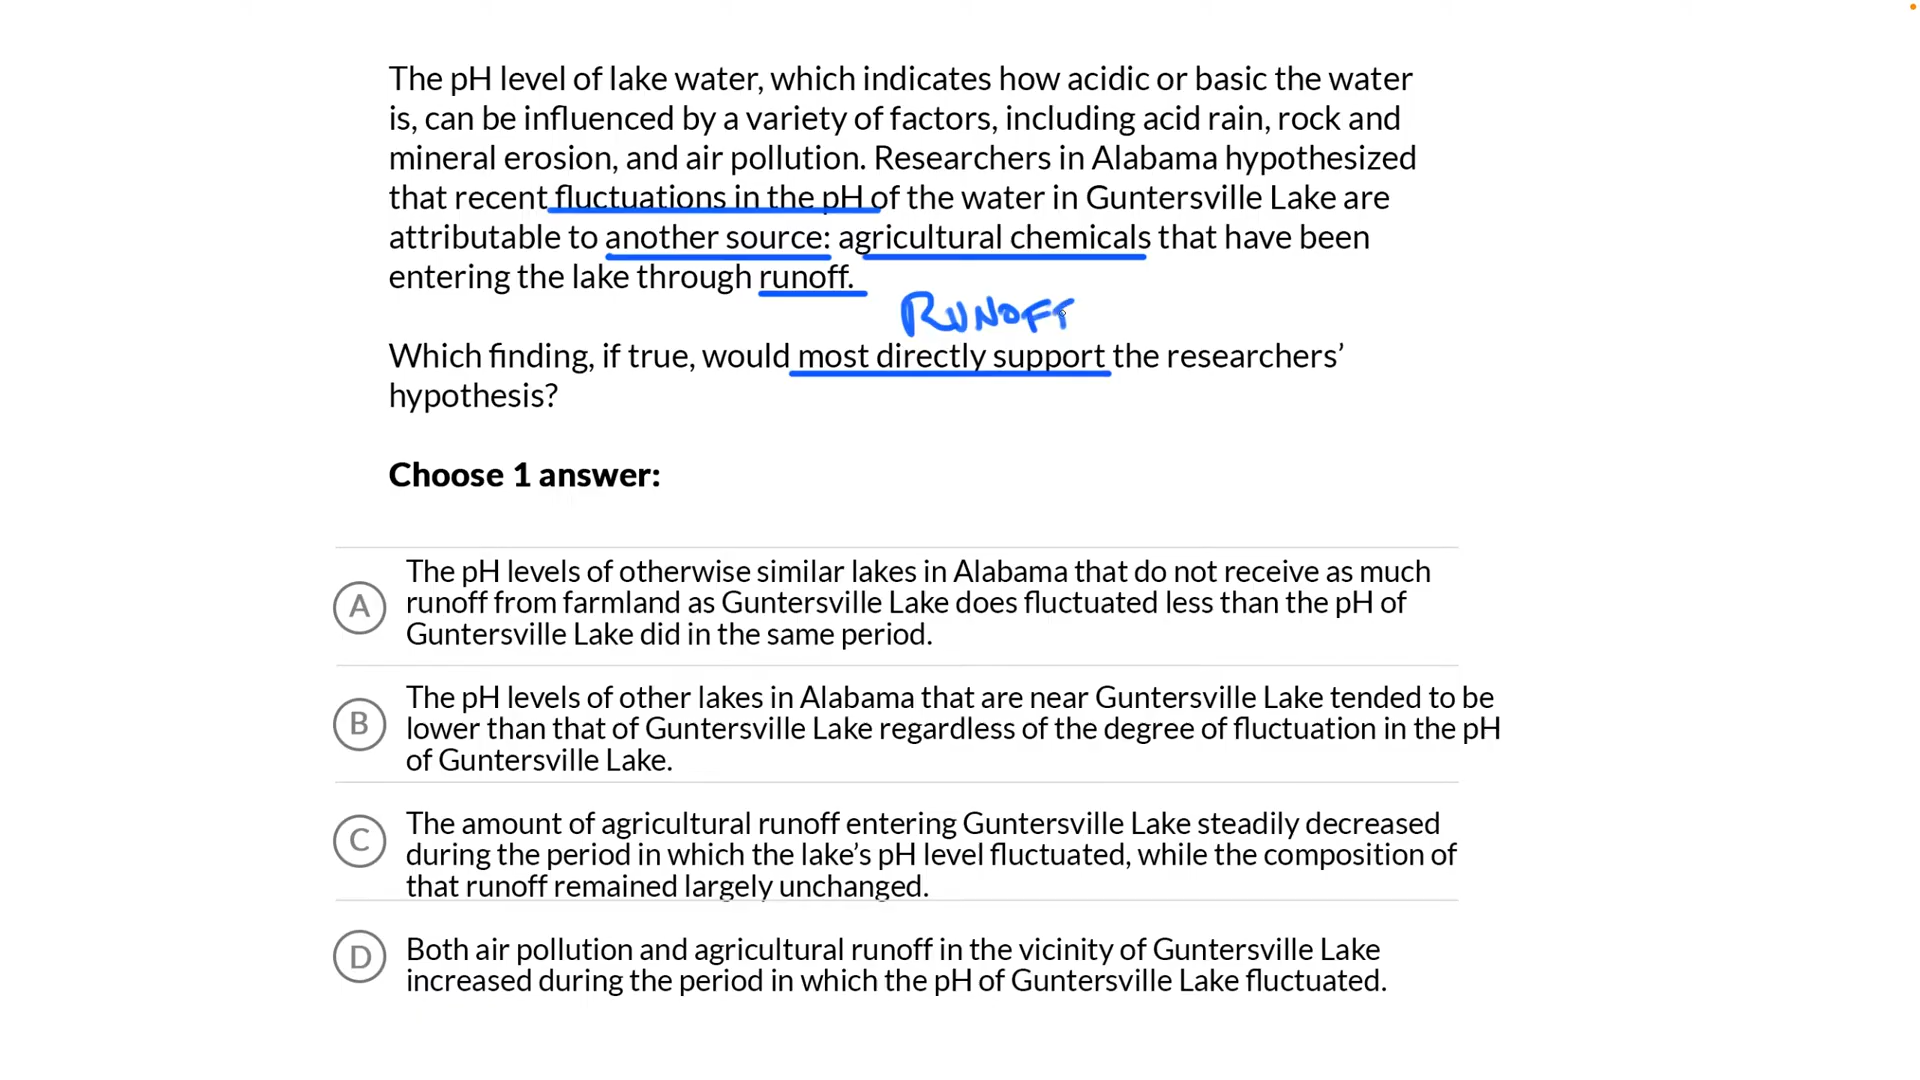 The pH level of lake water, which indicates how acidic or basic the water
is, can be influenced by a variety of factors, including acid rain, rock and
mineral erosion, and air pollution. Researchers in Alabama hypothesized
that recent fluctuations in the pH of the water in Guntersville Lake are
attributable to another source: agricultural chemicals that have been
entering the lake through runoff.
RUNOFF
Which finding, if true, would most directly support the researchers’
hypothesis?
Choose 1 answer:
A The pH levels of otherwise similar lakes in Alabama that do not receive as much
runoff from farmland as Guntersville Lake does fluctuated less than the pH of
Guntersville Lake did in the same period.
B The pH levels of other lakes in Alabama that are near Guntersville Lake tended to be
lower than that of Guntersville Lake regardless of the degree of fluctuation in the pH
of Guntersville Lake.
C The amount of agricultural runoff entering Guntersville Lake steadily decreased
during the period in which the lake’s pH level fluctuated, while the composition of
that runoff remained largely unchanged.
D Both air pollution and agricultural runoff in the vicinity of Guntersville Lake
increased during the period in which the pH of Guntersville Lake fluctuated.